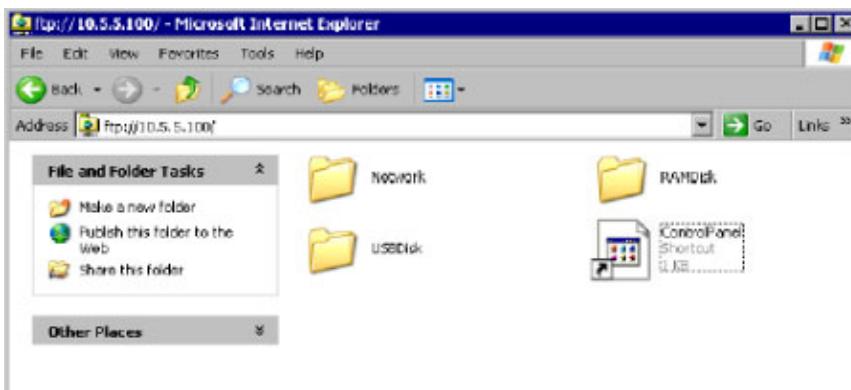 ftp://10.5.5.100/ - Microsoft Internet Explorer
File Edit View Favorites Tools Help
Back Search Folders
Address ftp://10.5.5.100/ Go Links »
File and Folder Tasks
Make a new folder
Publish this folder to the
Web
Share this folder
Other Places
Network
RAMDisk
USBDisk
ControlPanel
Shortcut
1 KB